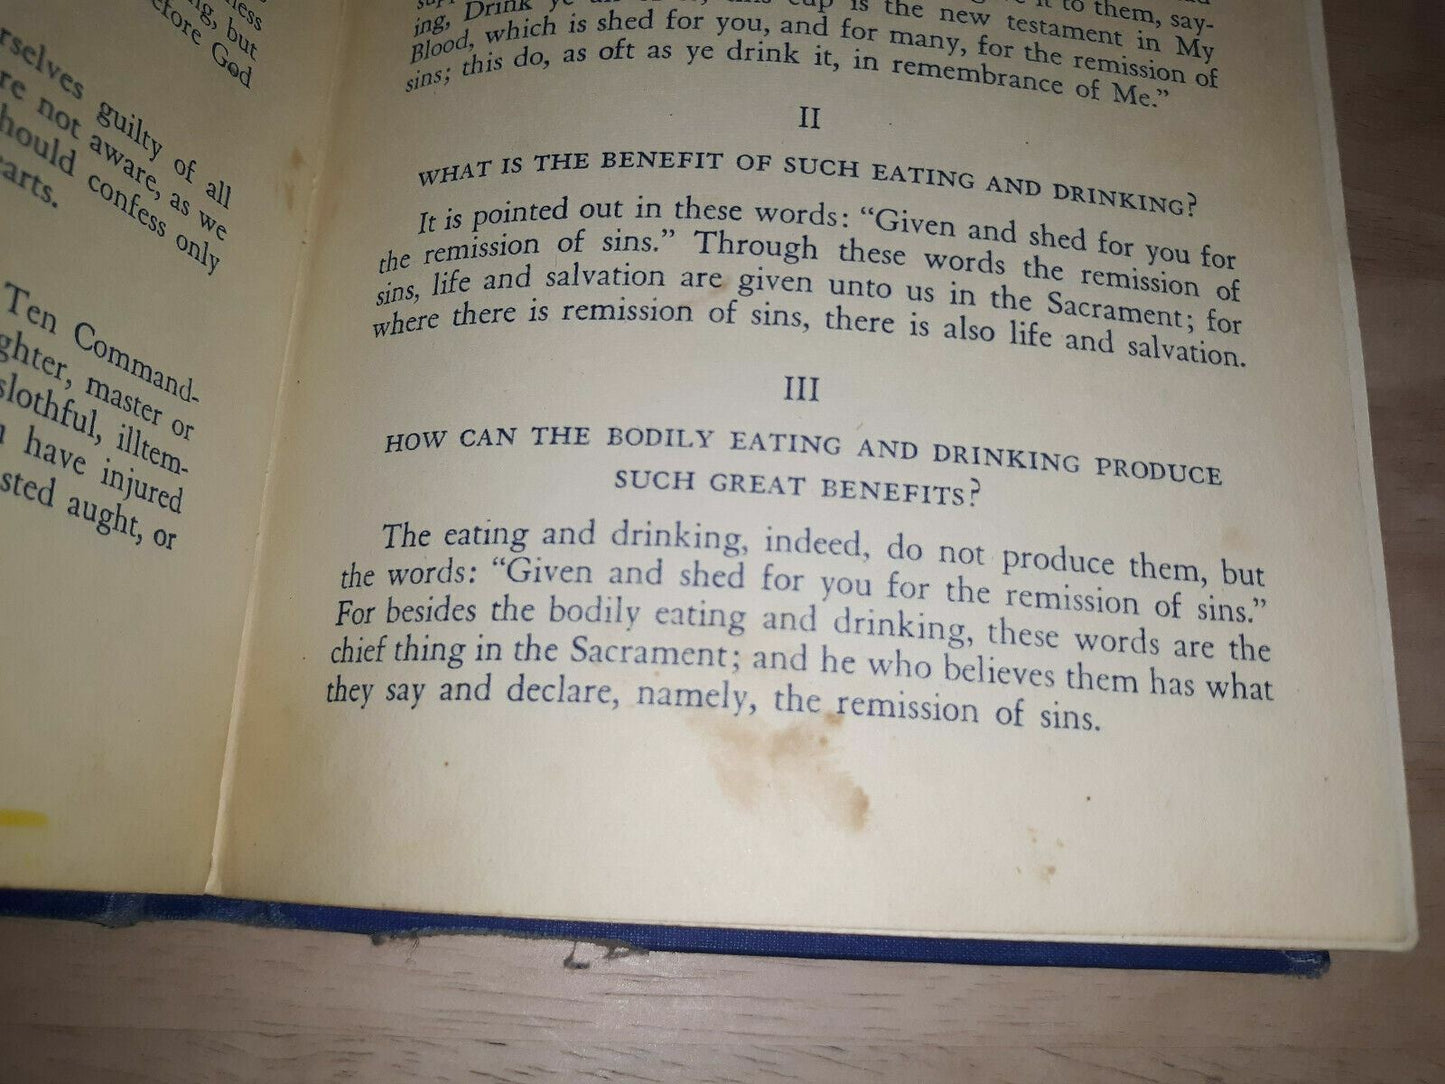 ness
ng, but
efore God
rselves guilty of all
re not aware, as we
hould confess only
earts.
Ten Command-
ghter, master or
slothful, illtem-
have injured
sted aught, or
it to them, say-
ing, Drink ye this cup is the new testament in My
Blood, which is shed for you, and for many, for the remission of
sins; this do, as oft as ye drink it, in remembrance of Me.”
II
WHAT IS THE BENEFIT OF SUCH EATING AND DRINKING?
It is pointed out in these words: “Given and shed for you for
the remission of sins.” Through these words the remission of
sins, life and salvation are given unto us in the Sacrament; for
where there is remission of sins, there is also life and salvation.
III
HOW CAN THE BODILY EATING AND DRINKING PRODUCE
SUCH GREAT BENEFITS?
The eating and drinking, indeed, do not produce them, but
the words: “Given and shed for you for the remission of sins.”
For besides the bodily eating and drinking, these words are the
chief thing in the Sacrament; and he who believes them has what
they say and declare, namely, the remission of sins.